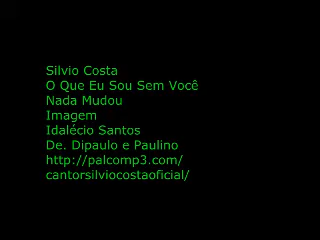 Silvio Costa
O Que Eu Sou Sem Você
Nada Mudou
Imagem
Idalécio Santos
De. Dipaulo e Paulino
http://palcomp3.com/
cantorsilviocostaoficial/